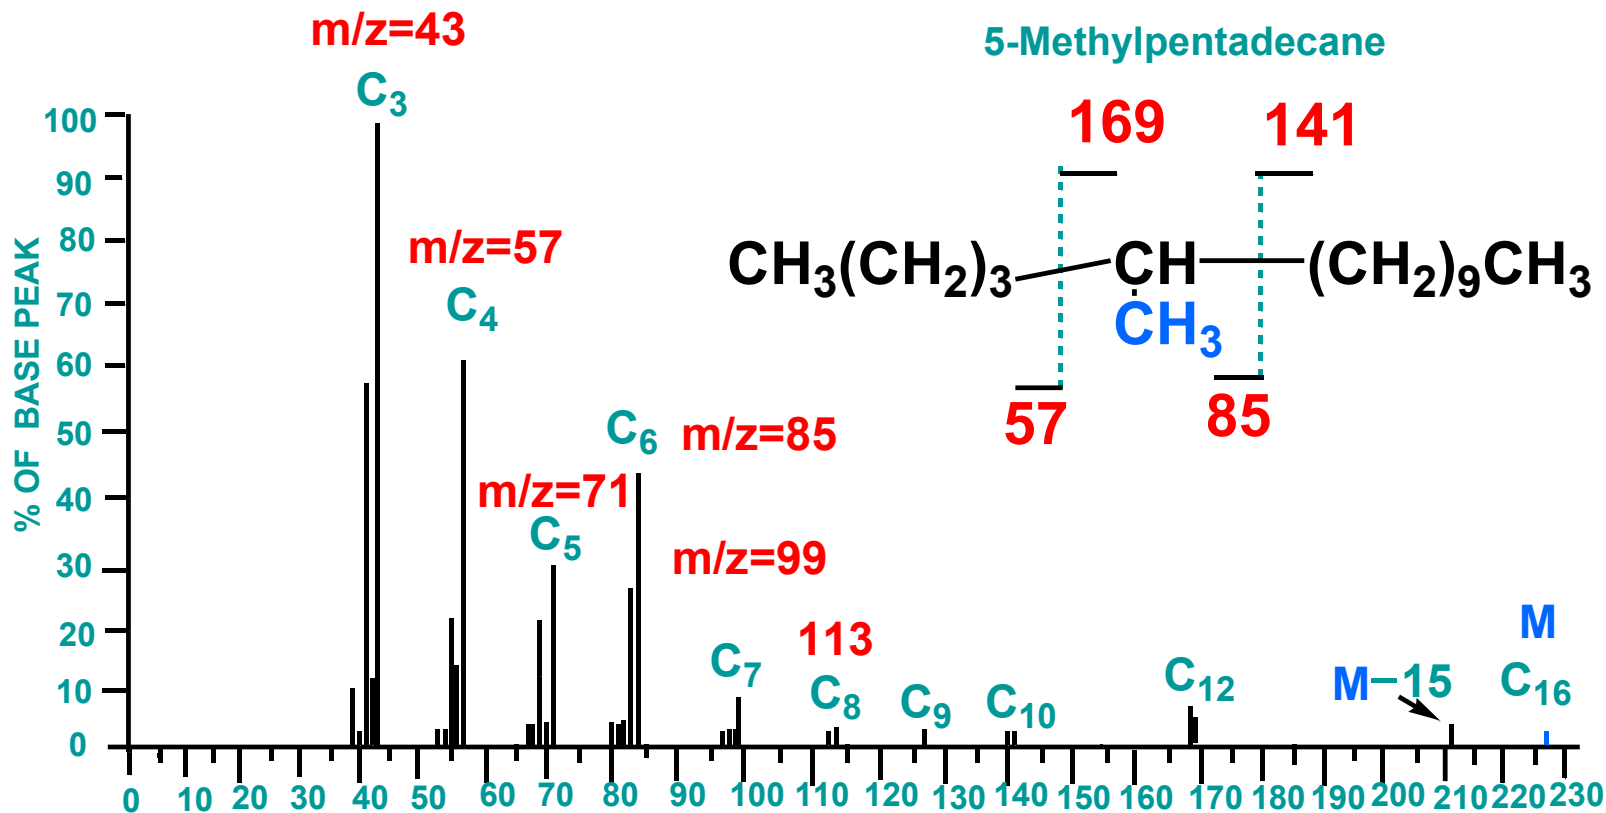 m/z=43
5-Methylpentadecane
C3
169 141
100
90
80
70
60
50
40
30
20
10
0
% OF BASE PEAK
m/z=57
C4
CH3(CH2)3 CH (CH2)9CH3
CH3
57 85
C6 m/z=85
m/z=71
C5
m/z=99
113
M
C7 C8 C9 C10 C12 M-15 C16
0 10 20 30 40 50 60 70 80 90 100 110 120 130 140 150 160 170 180 190 200 210 220 230